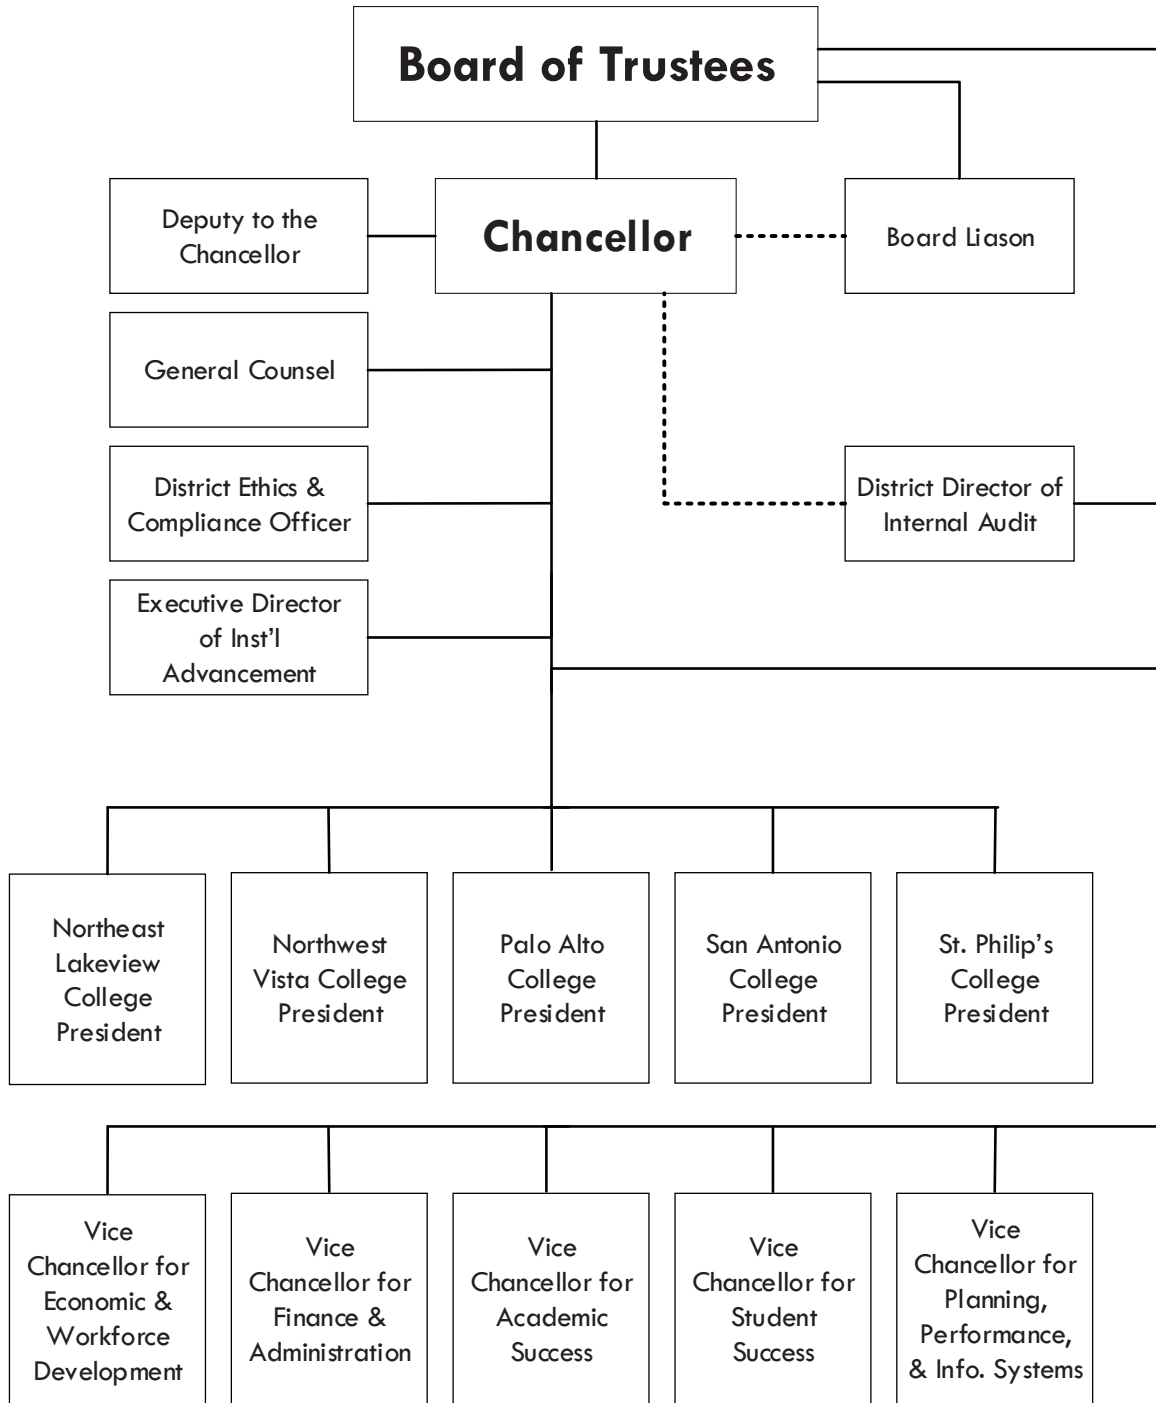 Board of Trustees
Deputy to the
Chancellor
Chancellor
Board Liason
General Counsel
District Ethics &
Compliance Officer
District Director of
Internal Audit
Executive Director
of Inst'l
Advancement
Northeast
Lakeview
College
President
Northwest
Vista College
President
Palo Alto
College
President
San Antonio
College
President
St. Philip's
College
President
Vice
Chancellor for
Economic &
Workforce
Development
Vice
Chancellor for
Finance &
Administration
Vice
Chancellor for
Academic
Success
Vice
Chancellor for
Student
Success
Vice
Chancellor for
Planning,
Performance,
& Info. Systems